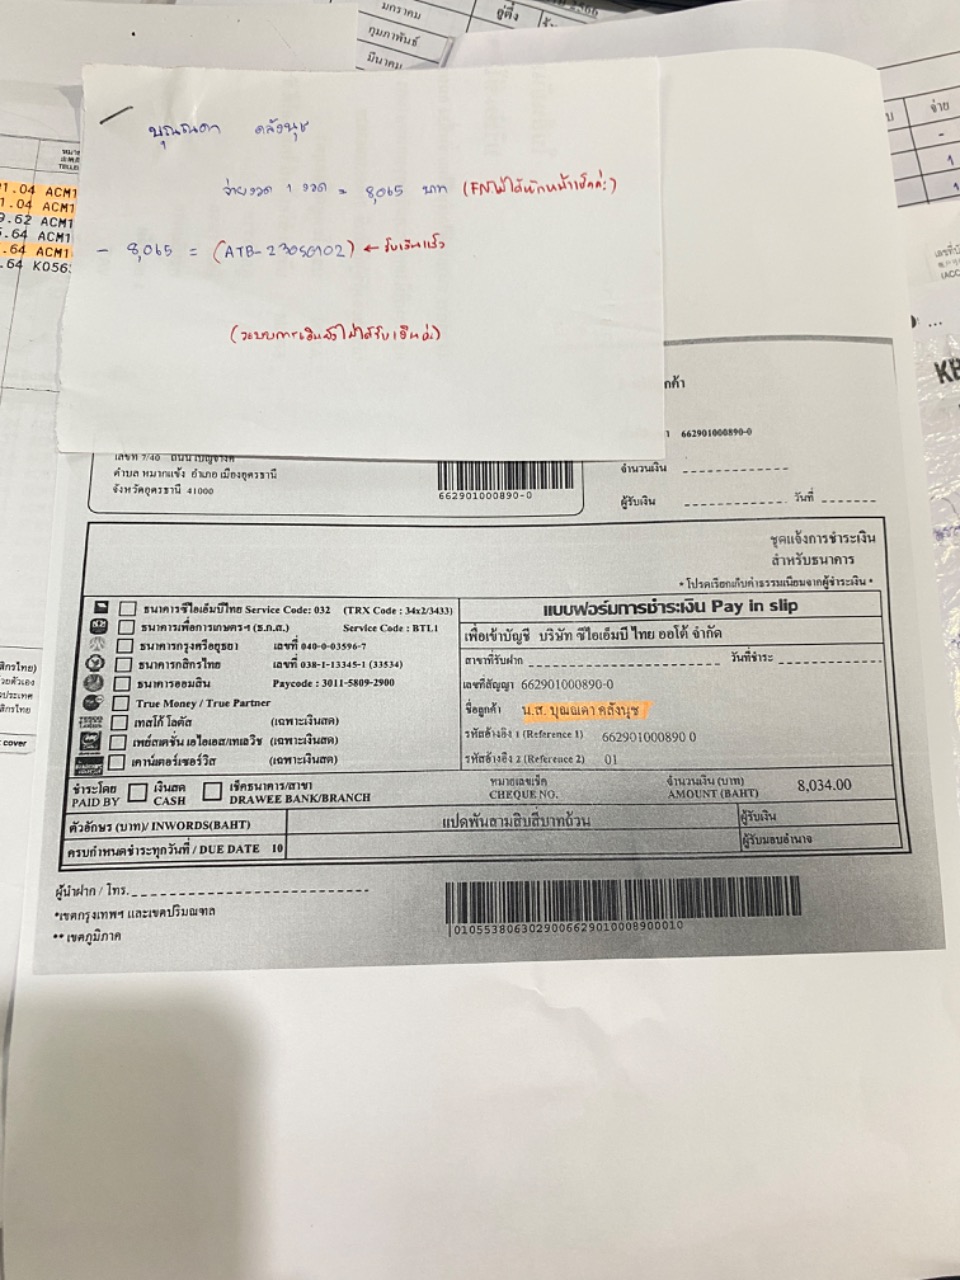 มกราคม
กุมภาพันธ์
มีนาคม
2566
จ่าย
บุณณดา คลังนุช
จ่ายงวด 1 งวด = 8,065 บาท (FNไม่ได้หักหน้าเช็คค่ะ)
- 8,065 = (ATB-23050102) ← รับเงินแล้ว
1.04 ACM1
1.04 ACM1
9.62 ACM1
5.64 ACM1
.64 ACM1
.64 K056
662901000890-0
ตำบล หมากแข้ง อำเภอ เมืองอุดรธานี
จังหวัดอุดรธานี 41000
662901000890-0
จำนวนเงิน
ผู้รับเงิน วันที่
ชุดแจ้งการชำระเงิน
สำหรับธนาคาร
* โปรดเรียกเก็บค่าธรรมเนียมจากผู้ชำระเงิน *
ธนาคารซีไอเอ็มบีไทย Service Code: 032 (TRX Code : 34x2/3433)
ธนาคารเพื่อการเกษตรฯ (ธ.ก.ส.) Service Code : BTL1
ธนาคารกรุงศรีอยุธยา เลขที่ 040-0-03596-7
ธนาคารกสิกรไทย เลขที่ 038-1-13345-1 (33534)
ธนาคารออมสิน Paycode : 3011-5809-2900
True Money / True Partner
เทสโก้ โลตัส (เฉพาะเงินสด)
เพย์สเตชั่น เอไอเอส/เทเลวิช (เฉพาะเงินสด)
เคาน์เตอร์เซอร์วิส (เฉพาะเงินสด)
แบบฟอร์มการชำระเงิน Pay in slip
เพื่อเข้าบัญชี บริษัท ซีไอเอ็มบี ไทย ออโต้ จำกัด
สาขาที่รับฝาก วันที่ชำระ
เลขที่สัญญา 662901000890-0
ชื่อลูกค้า น.ส. บุณณดา คลังนุช
รหัสอ้างอิง 1 (Reference 1) 662901000890 0
รหัสอ้างอิง 2 (Reference 2) 01
ชำระโดย เงินสด เช็คธนาคาร/สาขา หมายเลขเช็ค จำนวนเงิน (บาท)
PAID BY CASH DRAWEE BANK/BRANCH CHEQUE NO. AMOUNT (BAHT) 8,034.00
ตัวอักษร (บาท)/ INWORDS(BAHT) แปดพันสามสิบสี่บาทถ้วน ผู้รับเงิน
ครบกำหนดชำระทุกวันที่ / DUE DATE 10 ผู้รับมอบอำนาจ
ผู้นำฝาก / โทร.
*เขตกรุงเทพฯ และเขตปริมณฑล
** เขตภูมิภาค
|010553806302900662901000890​0010
cover